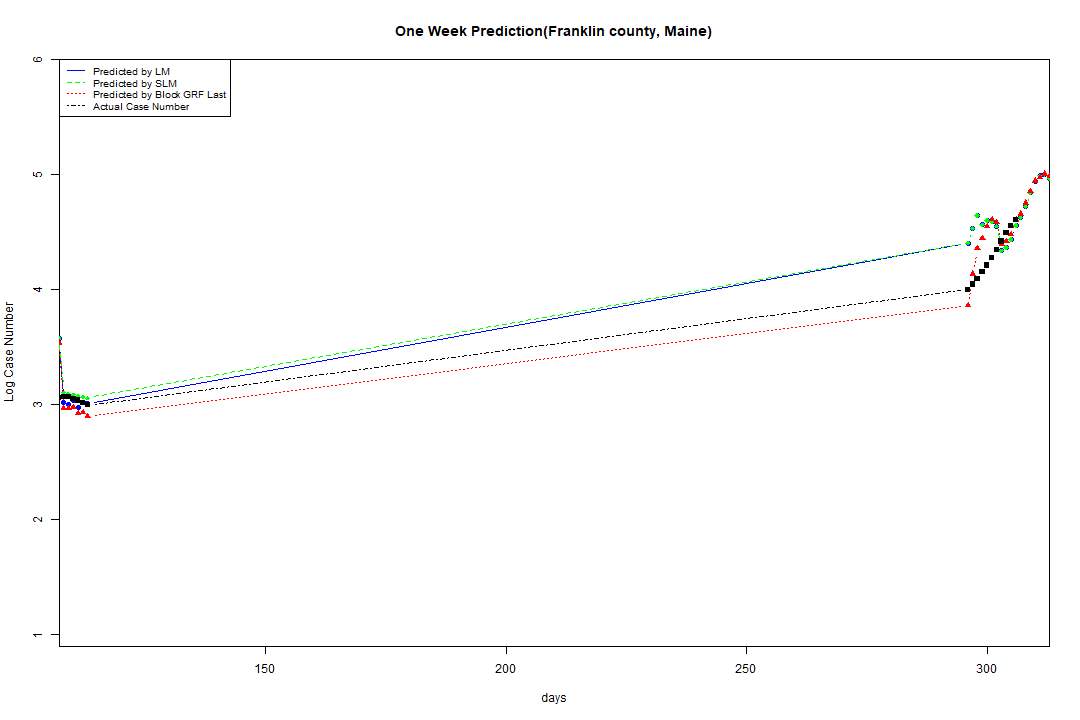 One Week Prediction(Franklin county, Maine)
Predicted by LM
Predicted by SLM
Predicted by Block GRF Last
Actual Case Number
6
5
4
3
2
1
Log Case Number
150 200 250 300
days